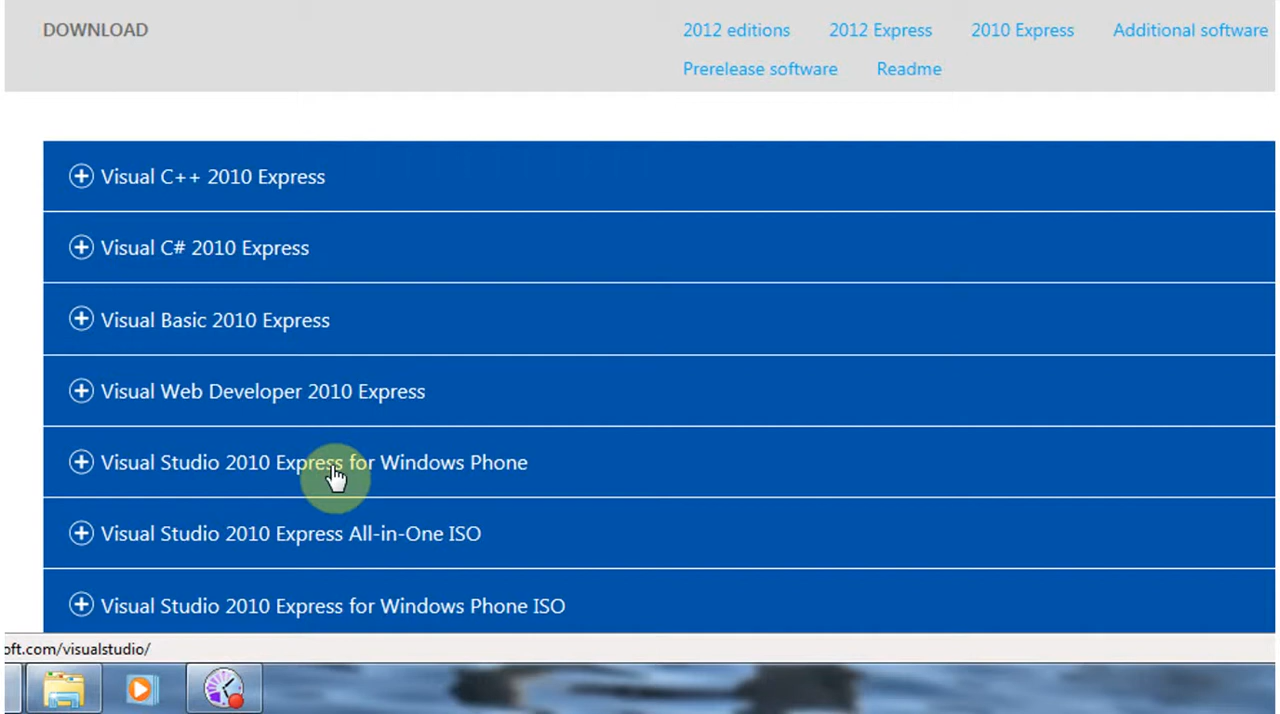 DOWNLOAD
2012 editions 2012 Express 2010 Express Additional software
Prerelease software Readme
Visual C++ 2010 Express
Visual C# 2010 Express
Visual Basic 2010 Express
Visual Web Developer 2010 Express
Visual Studio 2010 Express for Windows Phone
Visual Studio 2010 Express All-in-One ISO
Visual Studio 2010 Express for Windows Phone ISO
oft.com/visualstudio/